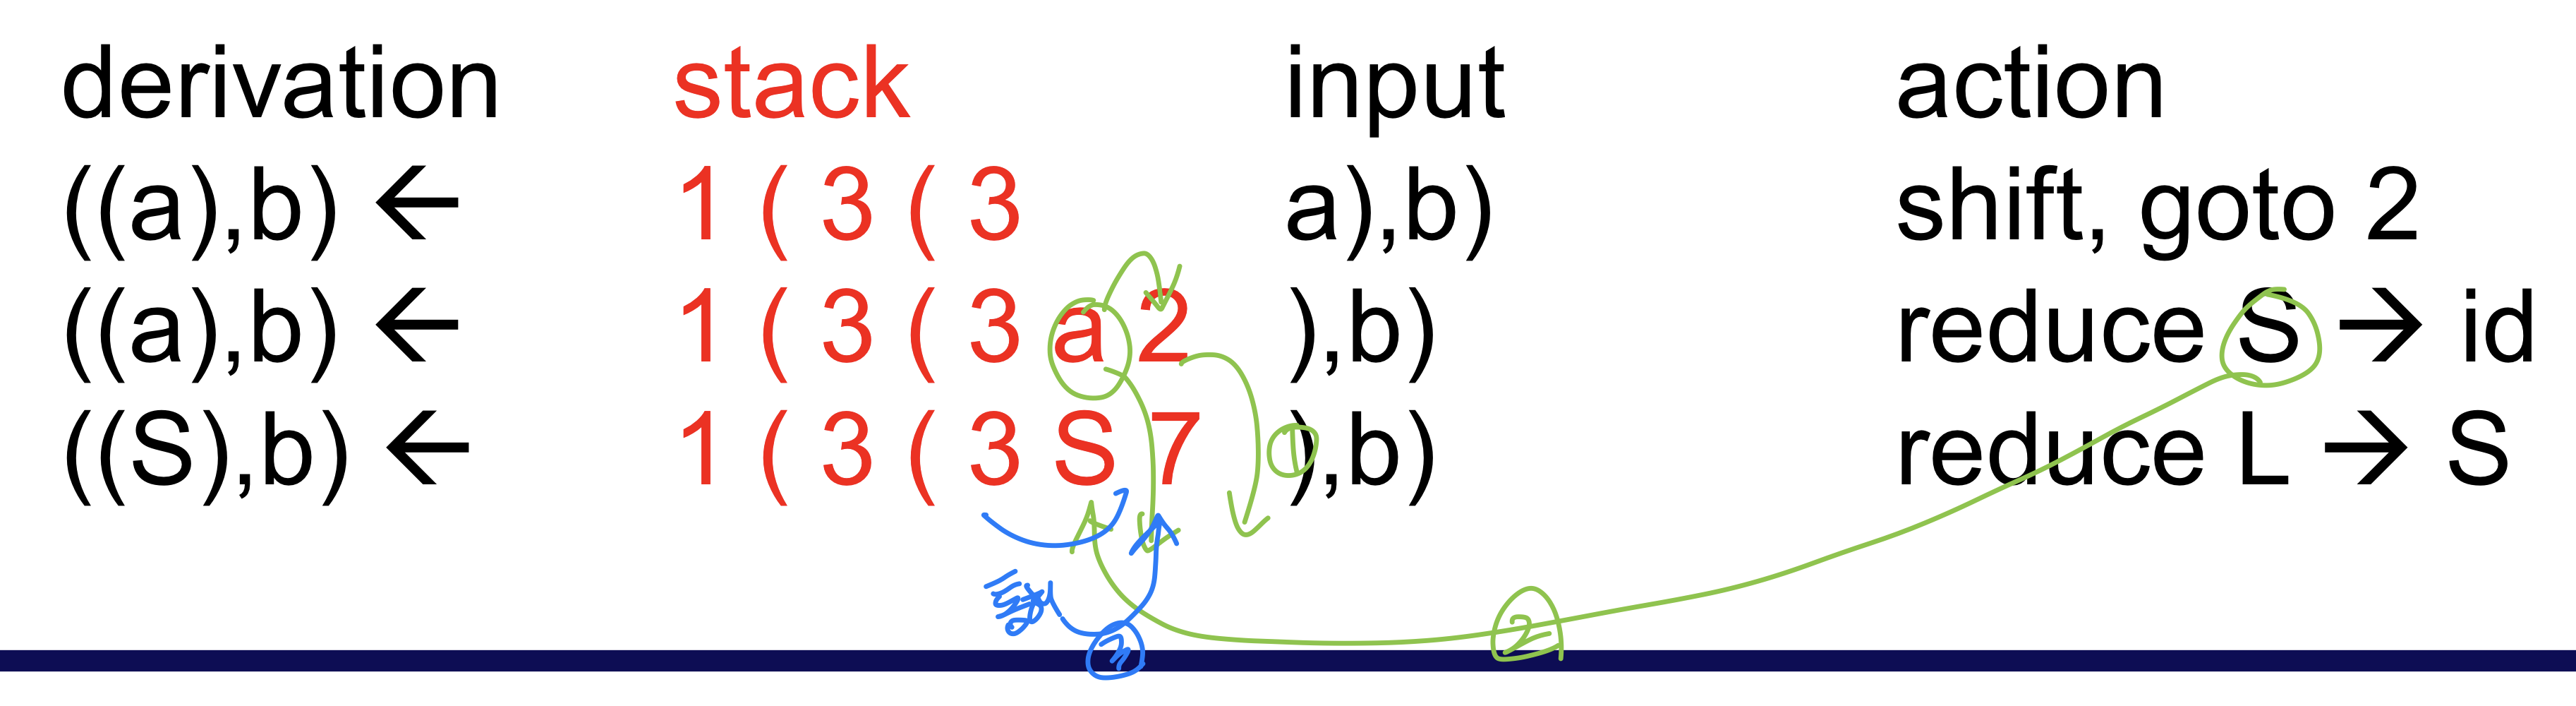 derivation stack input action
((a),b) ← 1 ( 3 ( 3 a),b) shift, goto 2
((a),b) ← 1 ( 3 ( 3 a 2 ),b) reduce S → id
((S),b) ← 1 ( 3 ( 3 S 7 ),b) reduce L → S
1
2
3